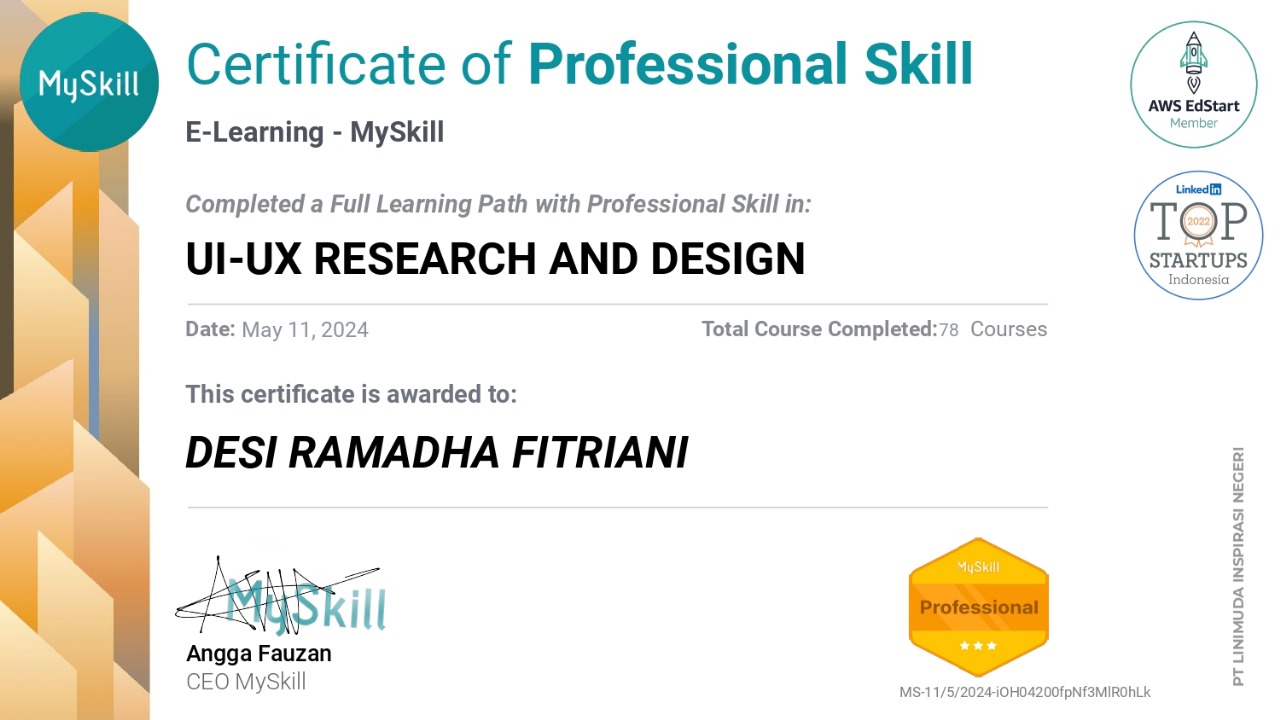 MySkill
Certificate of Professional Skill
E-Learning - MySkill
AWS EdStart
Member
Completed a Full Learning Path with Professional Skill in:
UI-UX RESEARCH AND DESIGN
LinkedIn
TOP
2022
STARTUPS
Indonesia
Date: May 11, 2024
Total Course Completed:78 Courses
This certificate is awarded to:
DESI RAMADHA FITRIANI
MySkill
Angga Fauzan
CEO MySkill
MySkill
Professional
MS-11/5/2024-iOH04200fpNf3MlR0hLk
PT LINIMUDA INSPIRASI NEGERI